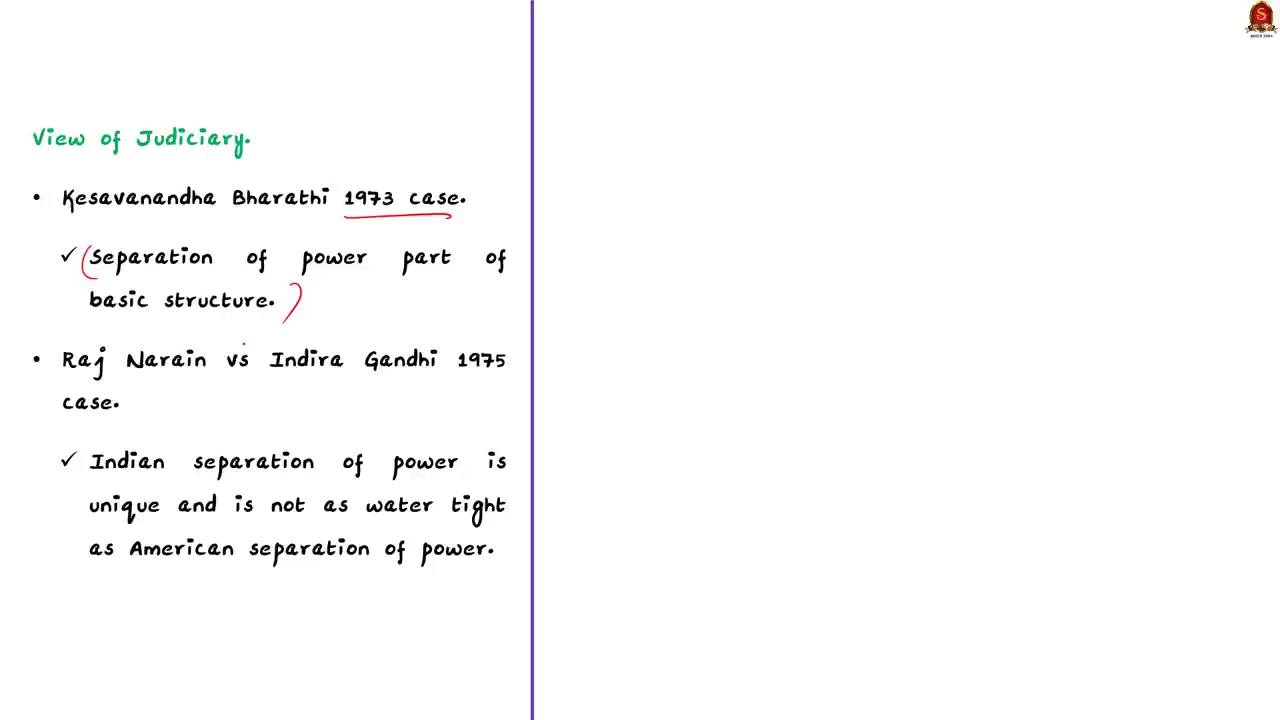 View of Judiciary.
• Kesavanandha Bharathi 1973 case.
✓ Separation of power part of
basic structure.
• Raj Narain vs Indira Gandhi 1975
case.
✓ Indian separation of power is
unique and is not as water tight
as American separation of power.
S